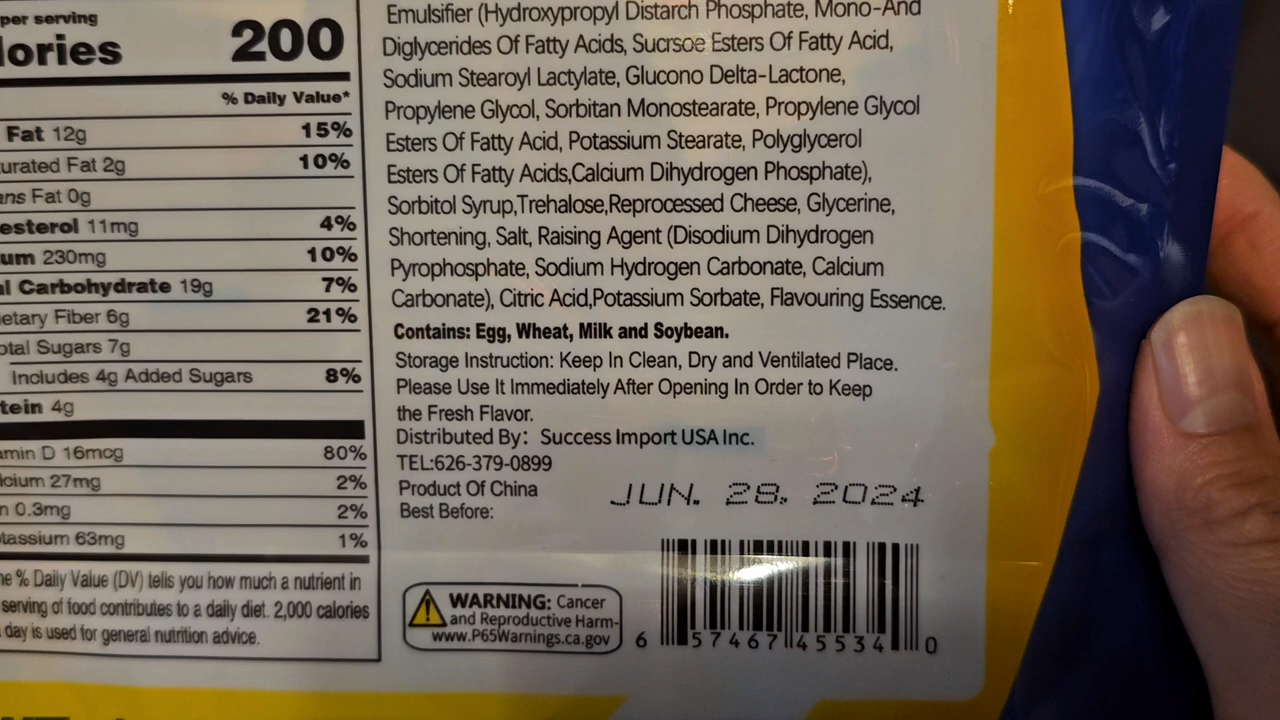 per serving
lories 200
% Daily Value*
Fat 12g 15%
urated Fat 2g 10%
ans Fat 0g
esterol 11mg 4%
um 230mg 10%
al Carbohydrate 19g 7%
etary Fiber 6g 21%
otal Sugars 7g
Includes 4g Added Sugars 8%
tein 4g
amin D 16mcg 80%
lcium 27mg 2%
n 0.3mg 2%
otassium 63mg 1%
he % Daily Value (DV) tells you how much a nutrient in
serving of food contributes to a daily diet. 2,000 calories
day is used for general nutrition advice.
Emulsifier (Hydroxypropyl Distarch Phosphate, Mono-And
Diglycerides Of Fatty Acids, Sucrsoe Esters Of Fatty Acid,
Sodium Stearoyl Lactylate, Glucono Delta-Lactone,
Propylene Glycol, Sorbitan Monostearate, Propylene Glycol
Esters Of Fatty Acid, Potassium Stearate, Polyglycerol
Esters Of Fatty Acids,Calcium Dihydrogen Phosphate),
Sorbitol Syrup,Trehalose,Reprocessed Cheese, Glycerine,
Shortening, Salt, Raising Agent (Disodium Dihydrogen
Pyrophosphate, Sodium Hydrogen Carbonate, Calcium
Carbonate), Citric Acid,Potassium Sorbate, Flavouring Essence.
Contains: Egg, Wheat, Milk and Soybean.
Storage Instruction: Keep In Clean, Dry and Ventilated Place.
Please Use It Immediately After Opening In Order to Keep
the Fresh Flavor.
Distributed By: Success Import USA Inc.
TEL:626-379-0899
Product Of China
Best Before: JUN. 28, 2024
WARNING: Cancer
and Reproductive Harm-
www.P65Warnings.ca.gov
6 57467 45534 0